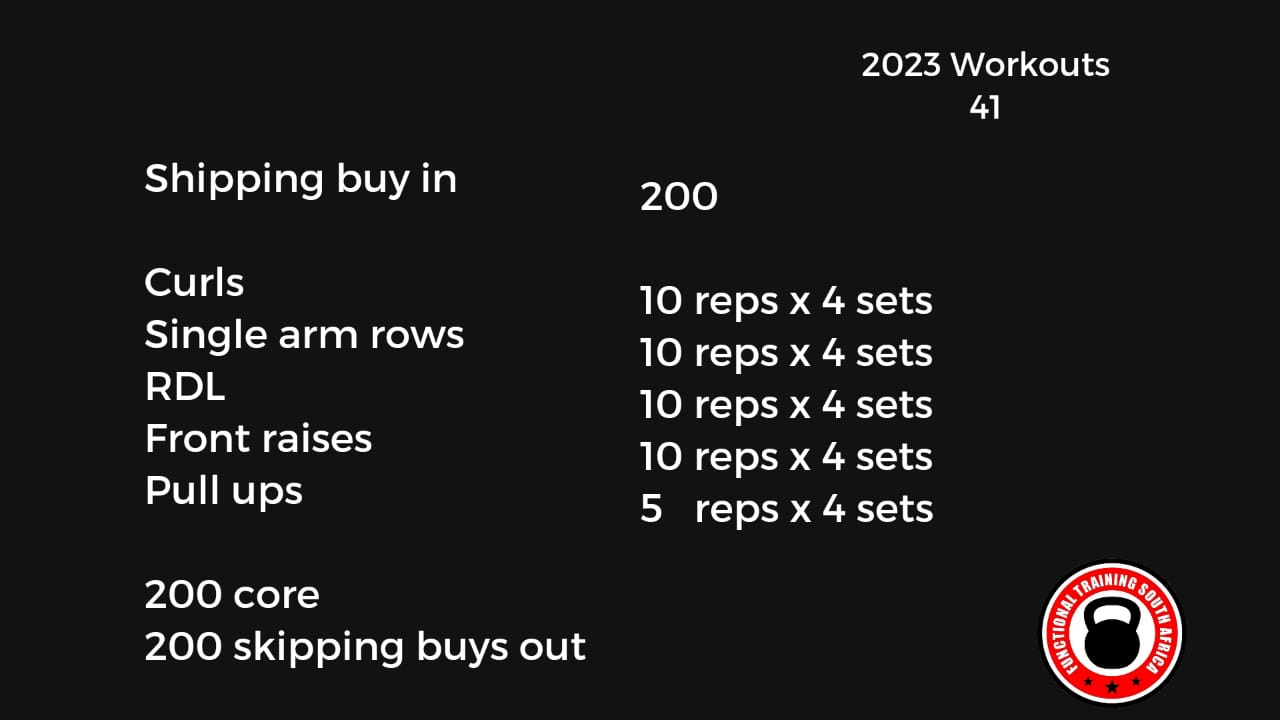 2023 Workouts
41
Shipping buy in
200
Curls
10 reps x 4 sets
Single arm rows
10 reps x 4 sets
RDL
10 reps x 4 sets
Front raises
10 reps x 4 sets
Pull ups
5 reps x 4 sets
200 core
200 skipping buys out
FUNCTIONAL TRAINING SOUTH AFRICA